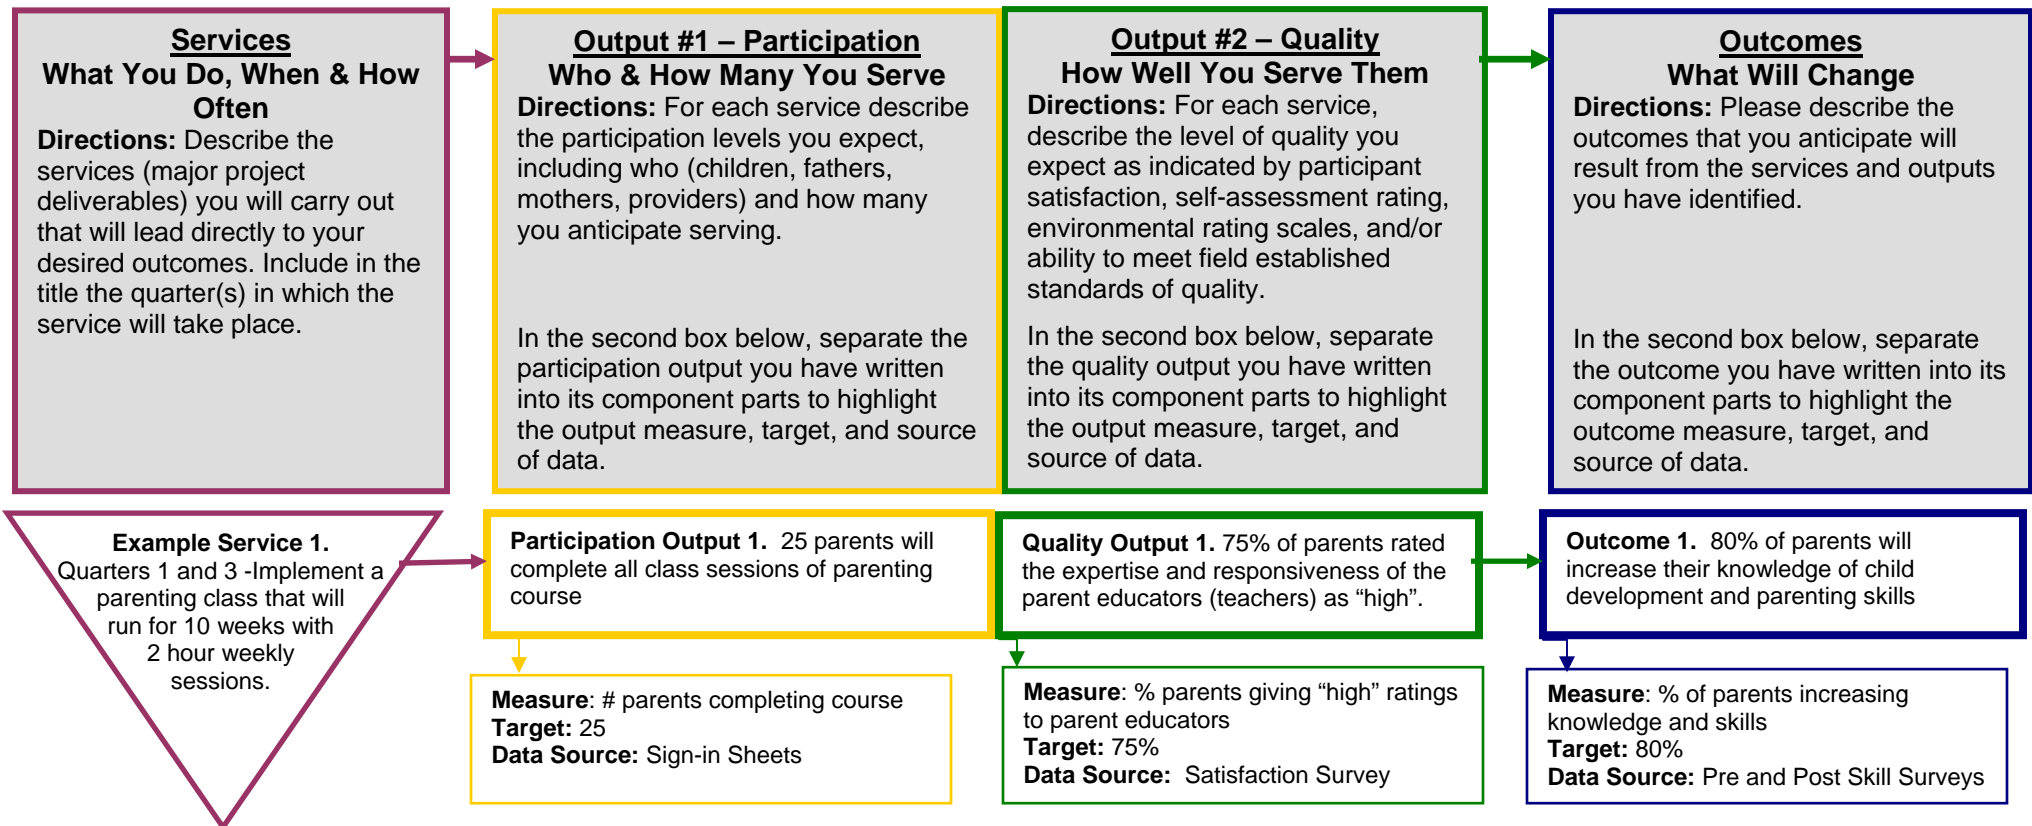 Services
What You Do, When & How
Often
Directions: Describe the
services (major project
deliverables) you will carry out
that will lead directly to your
desired outcomes. Include in the
title the quarter(s) in which the
service will take place.
Output #1 – Participation
Who & How Many You Serve
Directions: For each service describe
the participation levels you expect,
including who (children, fathers,
mothers, providers) and how many
you anticipate serving.
In the second box below, separate the
participation output you have written
into its component parts to highlight
the output measure, target, and source
of data.
Output #2 – Quality
How Well You Serve Them
Directions: For each service,
describe the level of quality you
expect as indicated by participant
satisfaction, self-assessment rating,
environmental rating scales, and/or
ability to meet field established
standards of quality.
In the second box below, separate
the quality output you have written
into its component parts to highlight
the output measure, target, and
source of data.
Outcomes
What Will Change
Directions: Please describe the
outcomes that you anticipate will
result from the services and outputs
you have identified.
In the second box below, separate
the outcome you have written into its
component parts to highlight the
outcome measure, target, and
source of data.
Example Service 1.
Quarters 1 and 3 -Implement a
parenting class that will
run for 10 weeks with
2 hour weekly
sessions.
Participation Output 1.  25 parents will
complete all class sessions of parenting
course
Quality Output 1. 75% of parents rated
the expertise and responsiveness of the
parent educators (teachers) as “high”.
Outcome 1.  80% of parents will
increase their knowledge of child
development and parenting skills
Measure: # parents completing course
Target: 25
Data Source: Sign-in Sheets
Measure: % parents giving “high” ratings
to parent educators
Target: 75%
Data Source:  Satisfaction Survey
Measure: % of parents increasing
knowledge and skills
Target: 80%
Data Source: Pre and Post Skill Surveys